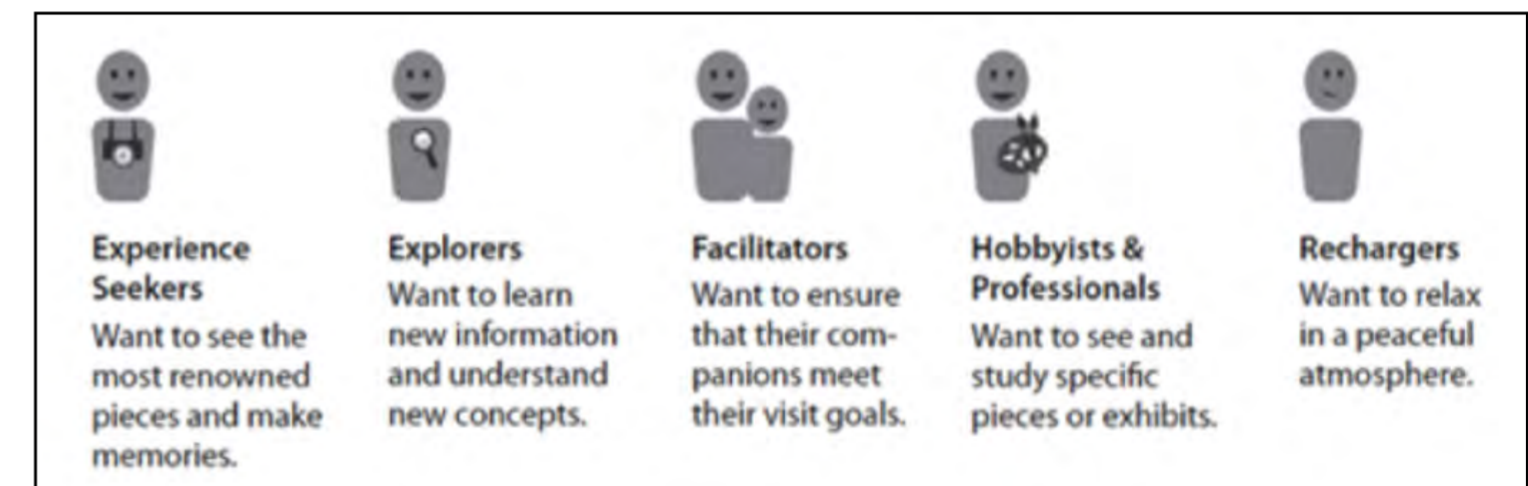 Experience
Seekers
Want to see the
most renowned
pieces and make
memories.
Explorers
Want to learn
new information
and understand
new concepts.
Facilitators
Want to ensure
that their com-
panions meet
their visit goals.
Hobbyists &
Professionals
Want to see and
study specific
pieces or exhibits.
Rechargers
Want to relax
in a peaceful
atmosphere.